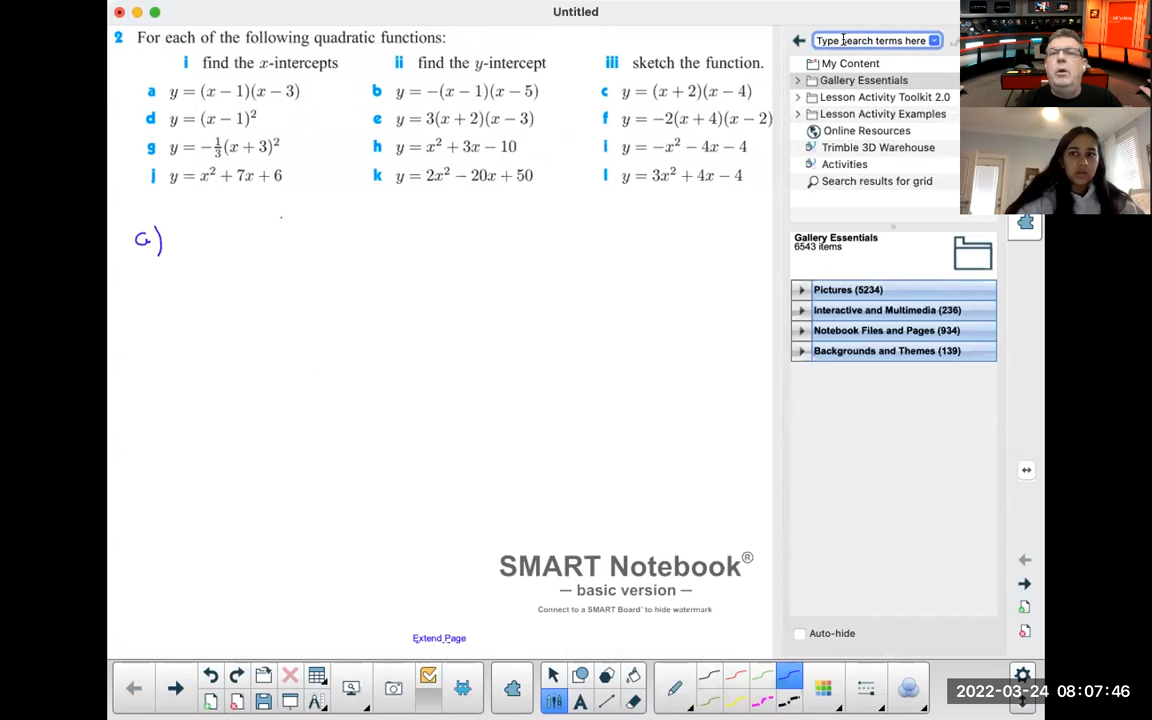 Untitled
2 For each of the following quadratic functions:
i find the x-intercepts ii find the y-intercept iii sketch the function.
a y = (x − 1)(x − 3) b y = −(x − 1)(x − 5) c y = (x + 2)(x − 4)
d y = (x − 1)² e y = 3(x + 2)(x − 3) f y = −2(x + 4)(x − 2)
g y = −1/3(x + 3)² h y = x² + 3x − 10 i y = −x² − 4x − 4
j y = x² + 7x + 6 k y = 2x² − 20x + 50 l y = 3x² + 4x − 4
a)
SMART Notebook®
— basic version —
Connect to a SMART Board® to hide watermark
Extend Page
Type search terms here
My Content
Gallery Essentials
Lesson Activity Toolkit 2.0
Lesson Activity Examples
Online Resources
Trimble 3D Warehouse
Activities
Search results for grid
Gallery Essentials
6543 items
Pictures (5234)
Interactive and Multimedia (236)
Notebook Files and Pages (934)
Backgrounds and Themes (139)
Auto-hide
2022-03-24 08:07:46